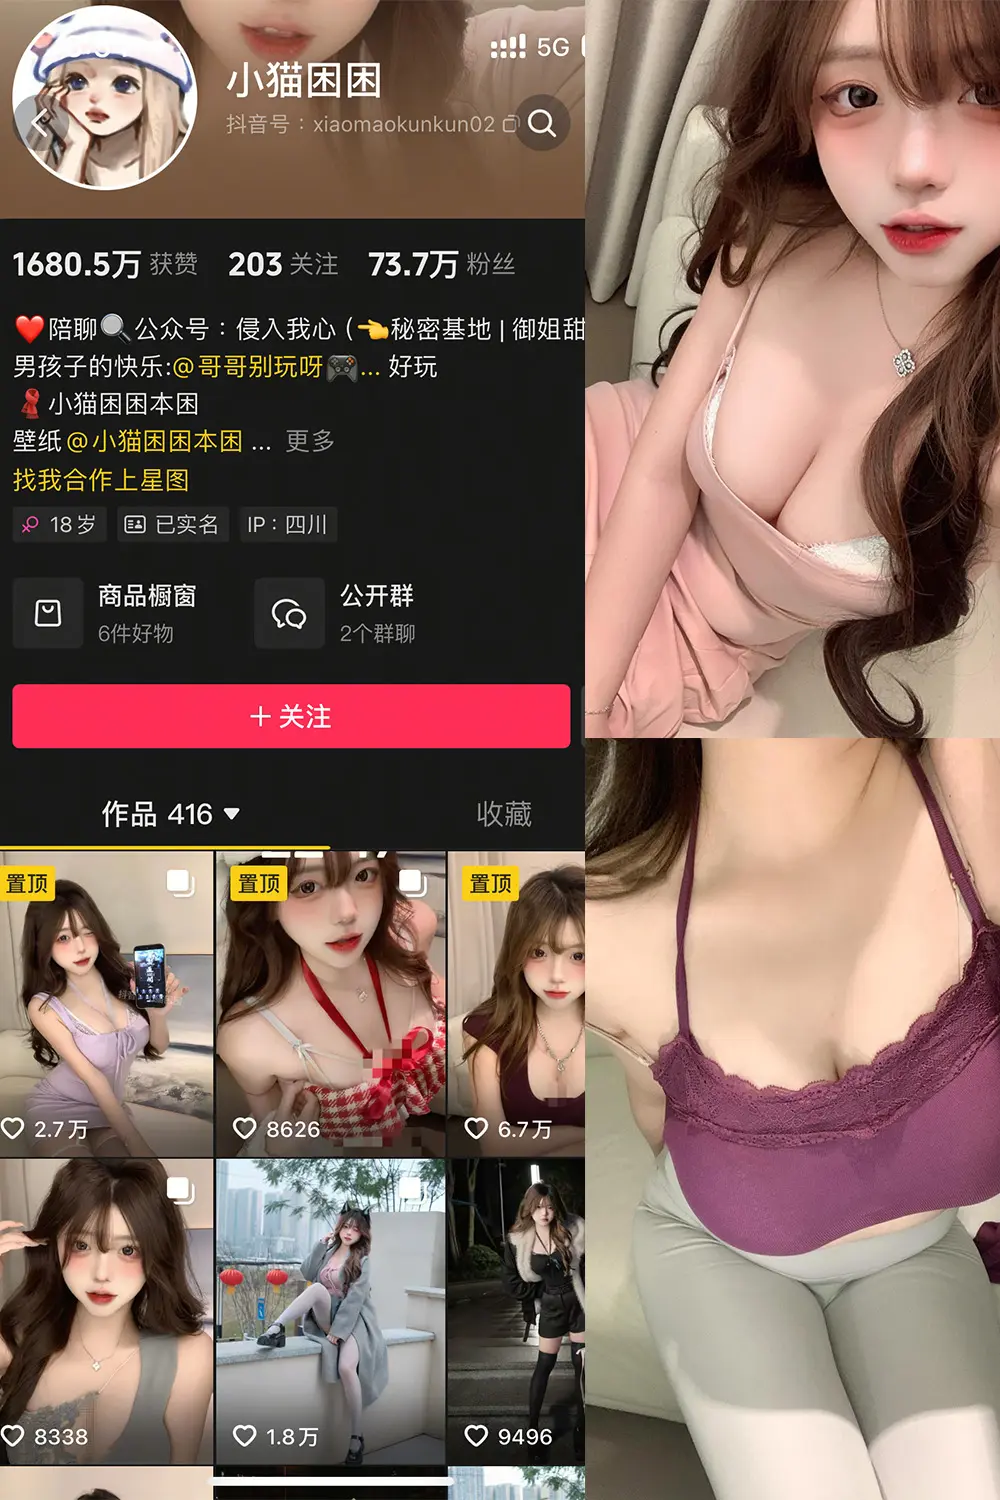 5G
小猫困困
抖音号：xiaomaokunkun02
1680.5万 获赞 203 关注 73.7万 粉丝
❤️陪聊🔍公众号：侵入我心 (👈秘密基地 | 御姐甜
男孩子的快乐:@哥哥别玩呀🎮... 好玩
🧣小猫困困本困
壁纸@小猫困困本困 ... 更多
找我合作上星图
♀ 18岁 已实名 IP：四川
商品橱窗 公开群
6件好物 2个群聊
+ 关注
作品 416 收藏
置顶 置顶 置顶
2.7万 8626 6.7万
8338 1.8万 9496